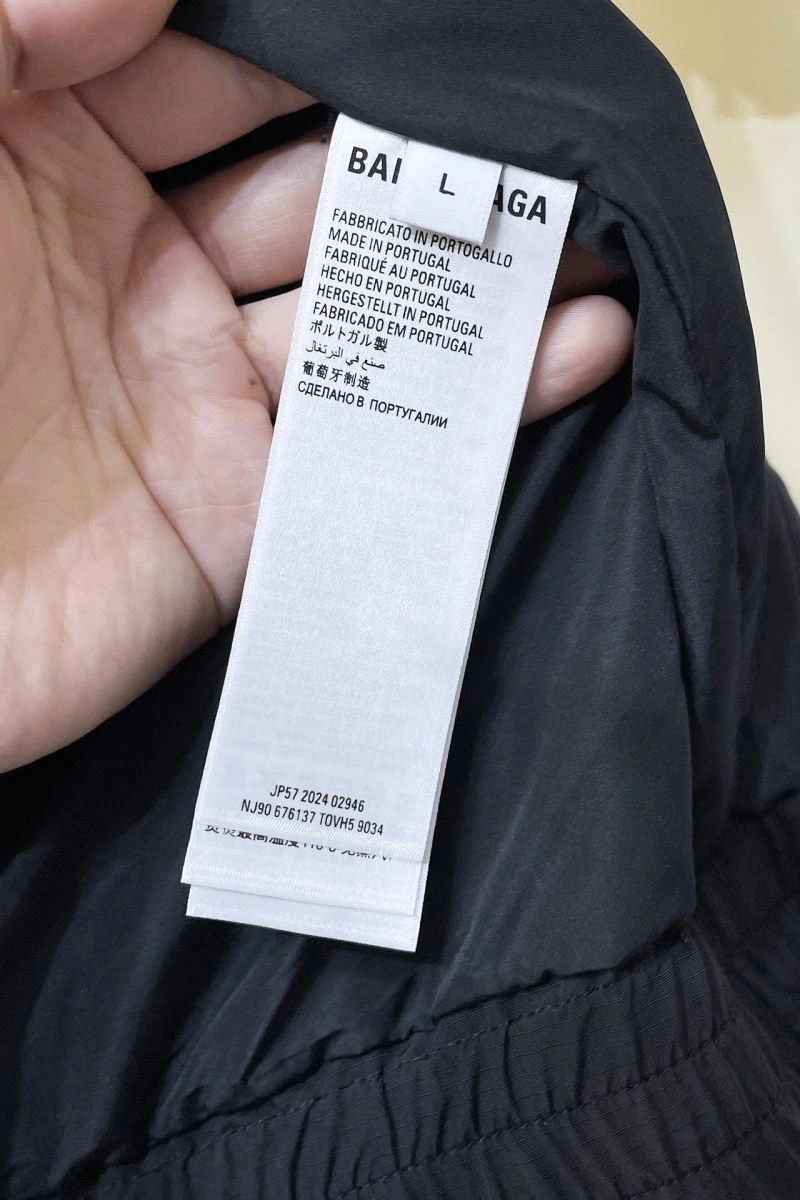 BAL
L
AGA
FABBRICATO IN PORTOGALLO
MADE IN PORTUGAL
FABRIQUÉ AU PORTUGAL
HECHO EN PORTUGAL
HERGESTELLT IN PORTUGAL
FABRICADO EM PORTUGAL
ポルトガル製
صنع في البرتغال
葡萄牙制造
СДЕЛАНО В ПОРТУГАЛИИ
JP57 2024 02946
NJ90 676137 TOVH5 9034